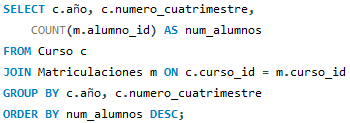 SELECT c.año, c.numero_cuatrimestre,
COUNT(m.alumno_id) AS num_alumnos
FROM Curso c
JOIN Matriculaciones m ON c.curso_id = m.curso_id
GROUP BY c.año, c.numero_cuatrimestre
ORDER BY num_alumnos DESC;